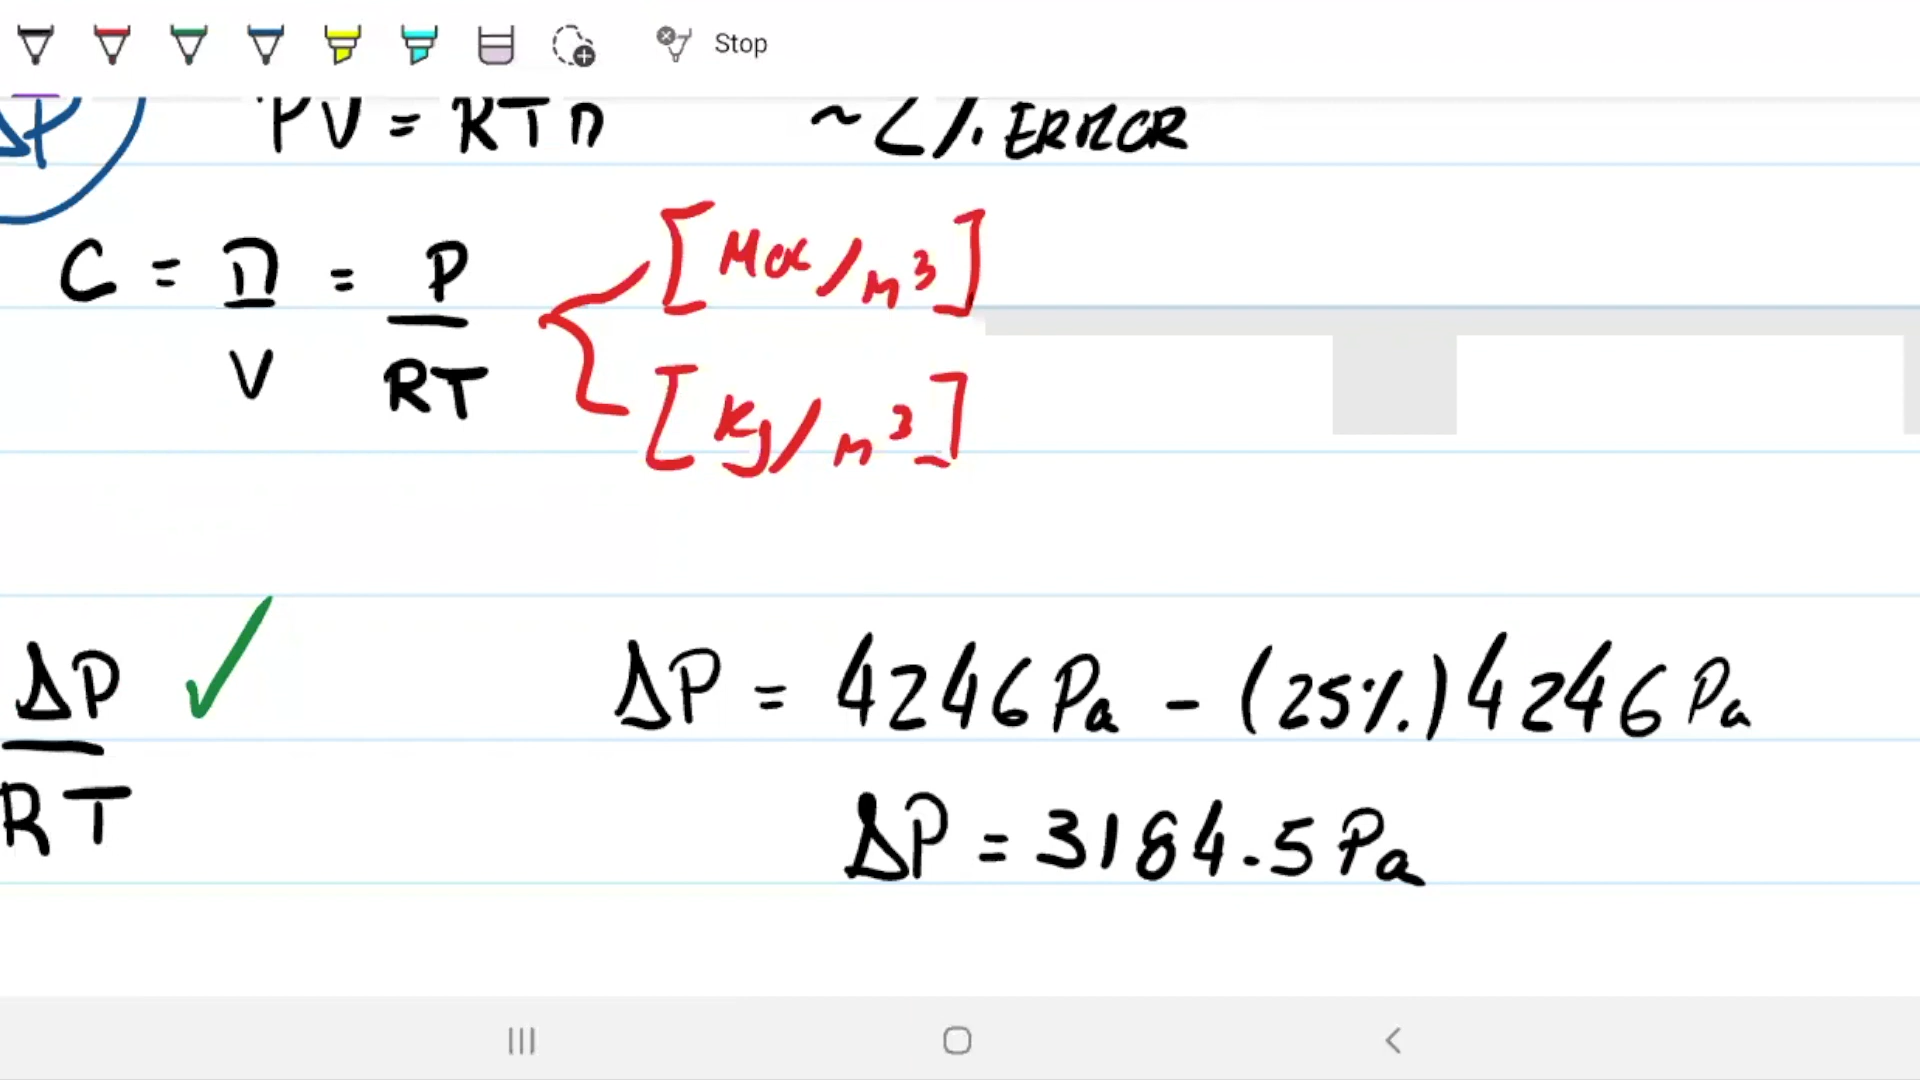 Stop
ΔP PV = RTn ~2%. ERROR
C = n/V = P/RT [Mol/m³]
[Kg/m³]
ΔP/RT ✓ ΔP = 4246 Pa - (25%) 4246 Pa
ΔP = 3184.5 Pa